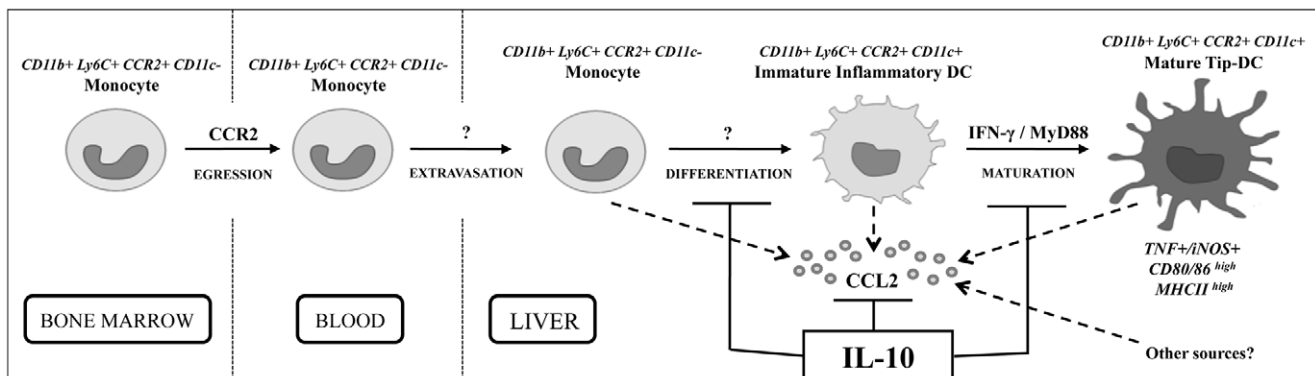 CD11b+ Ly6C+ CCR2+ CD11c-
Monocyte
CD11b+ Ly6C+ CCR2+ CD11c-
Monocyte
CD11b+ Ly6C+ CCR2+ CD11c-
Monocyte
CD11b+ Ly6C+ CCR2+ CD11c+
Immature Inflammatory DC
CD11b+ Ly6C+ CCR2+ CD11c+
Mature Tip-DC
CCR2
EGRESSION
?
EXTRAVASATION
?
DIFFERENTIATION
IFN-γ / MyD88
MATURATION
CCL2
TNF+/iNOS+
CD80/86 high
MHCII high
BONE MARROW
BLOOD
LIVER
IL-10
Other sources?